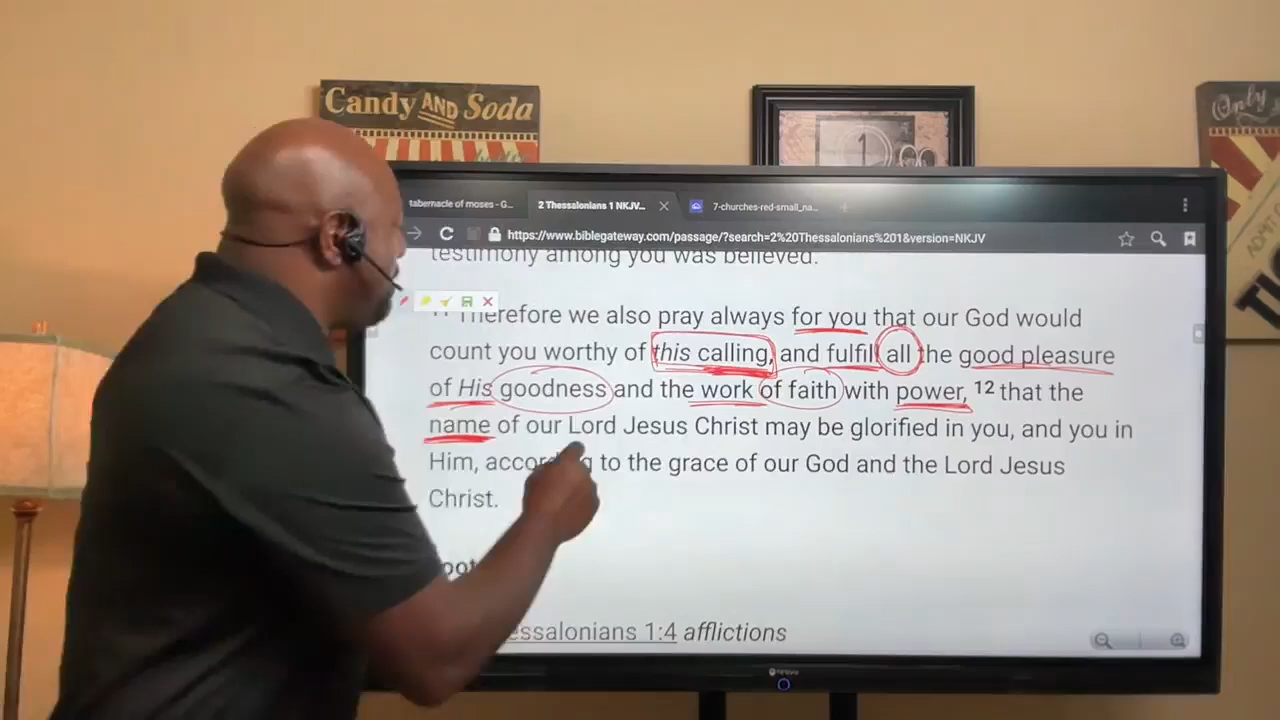 Candy AND Soda
Only
ADMIT
tabernacle of moses - G...
2 Thessalonians 1 NKJV...
7-churches-red-small_na...
https://www.biblegateway.com/passage/?search=2%20Thessalonians%201&version=NKJV
testimony among you was believed.
11 Therefore we also pray always for you that our God would
count you worthy of this calling, and fulfill all the good pleasure
of His goodness and the work of faith with power, 12 that the
name of our Lord Jesus Christ may be glorified in you, and you in
Him, according to the grace of our God and the Lord Jesus
Christ.
essalonians 1:4 afflictions